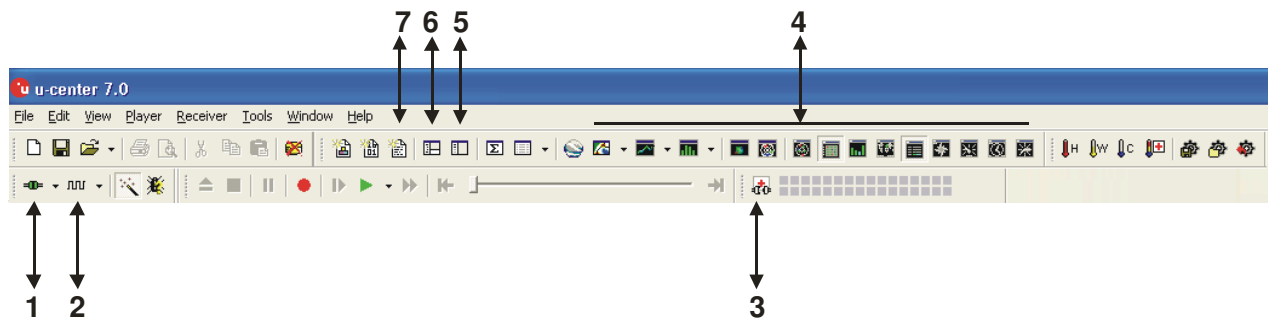 7 6 5 4
u-center 7.0
File Edit View Player Receiver Tools Window Help
H W C
1 2 3